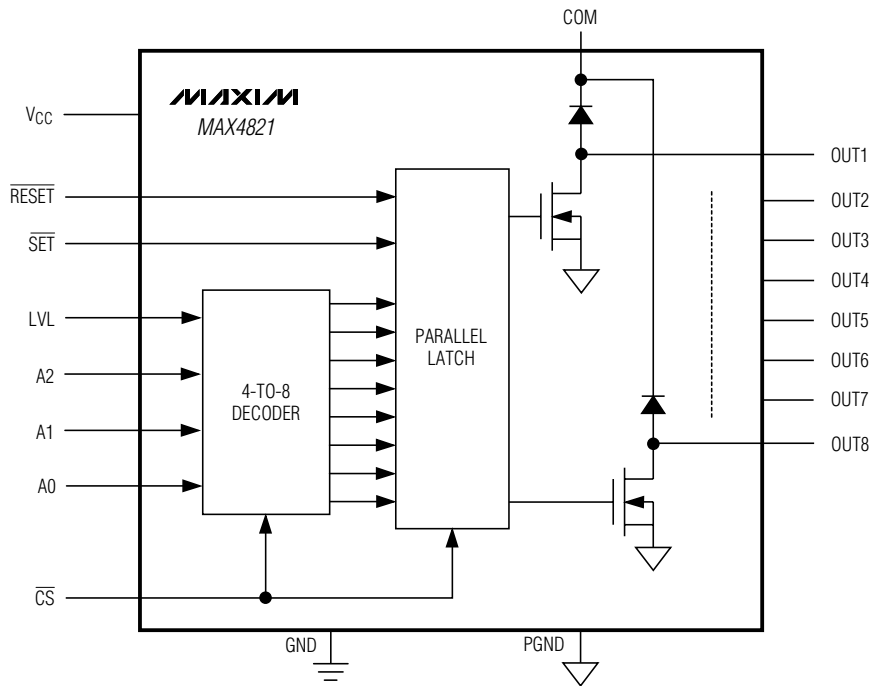 COM
MAXIM
MAX4821
VCC
RESET
SET
LVL
A2
A1
A0
CS
4-TO-8
DECODER
PARALLEL
LATCH
OUT1
OUT2
OUT3
OUT4
OUT5
OUT6
OUT7
OUT8
GND
PGND